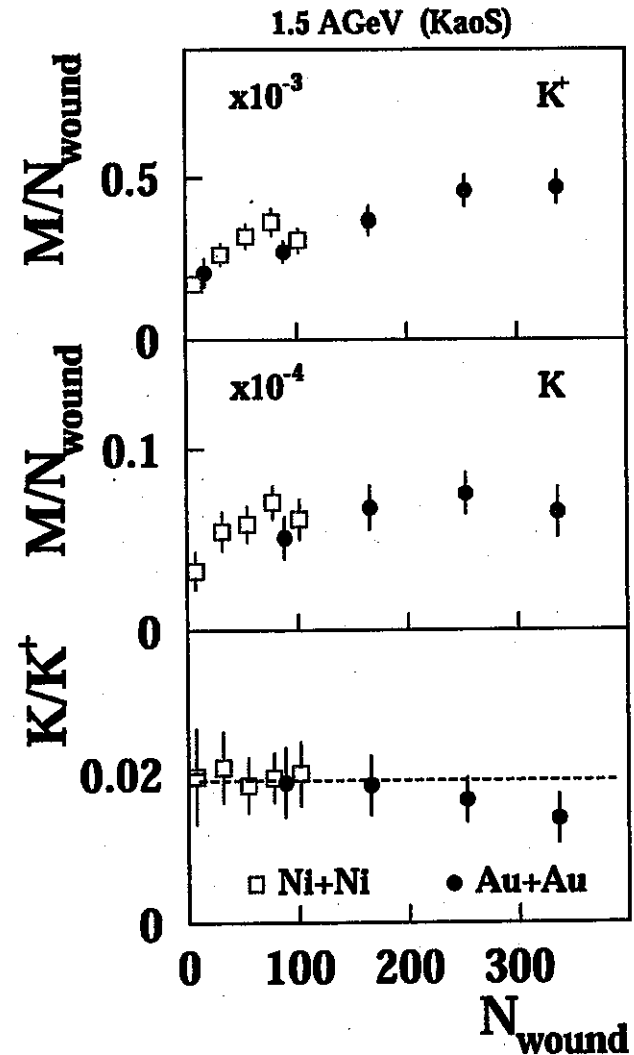 1.5 AGeV (KaoS)
x10-3 K+
M/Nwound
0.5
0
x10-4 K
M/Nwound
0.1
0
K/K+
0.02
Ni+Ni Au+Au
0
0 100 200 300
Nwound